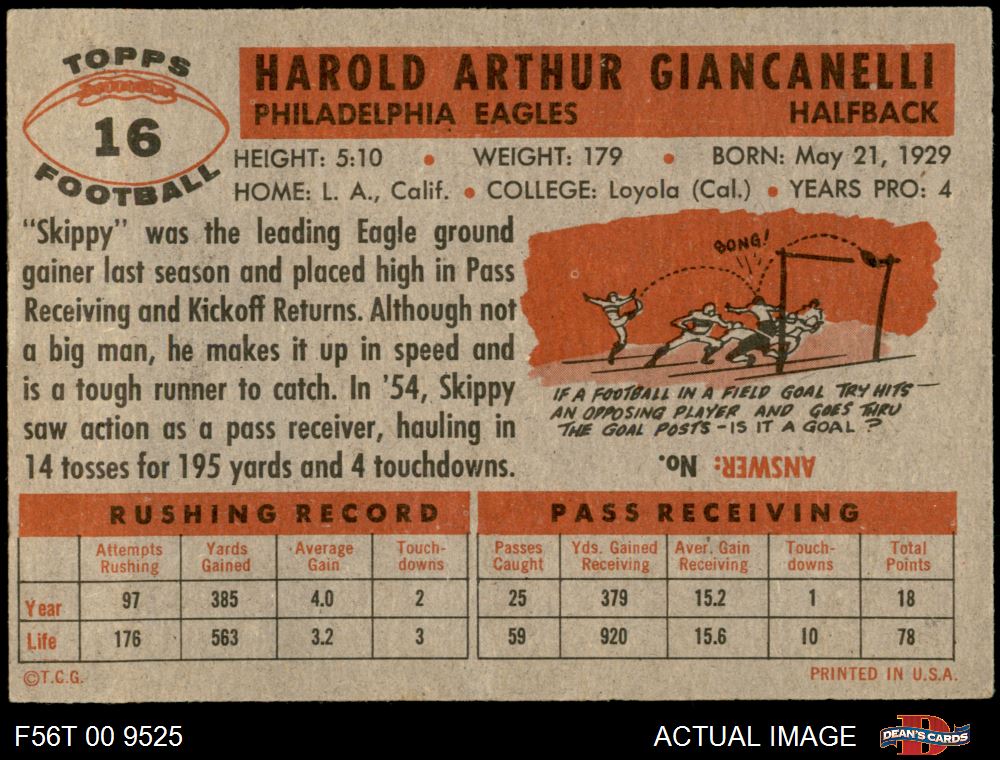 TOPPS
16
FOOTBALL
HAROLD ARTHUR GIANCANELLI
PHILADELPHIA EAGLES HALFBACK
HEIGHT: 5:10 • WEIGHT: 179 • BORN: May 21, 1929
HOME: L. A., Calif. • COLLEGE: Loyola (Cal.) • YEARS PRO: 4
"Skippy" was the leading Eagle ground
gainer last season and placed high in Pass
Receiving and Kickoff Returns. Although not
a big man, he makes it up in speed and
is a tough runner to catch. In '54, Skippy
saw action as a pass receiver, hauling in
14 tosses for 195 yards and 4 touchdowns.
BONG!
IF A FOOTBALL IN A FIELD GOAL TRY HITS
AN OPPOSING PLAYER AND GOES THRU
THE GOAL POSTS - IS IT A GOAL ?
ANSWER: No.
RUSHING RECORD PASS RECEIVING
Attempts Yards Average Touch- Passes Yds. Gained Aver. Gain Touch- Total
Rushing Gained Gain downs Caught Receiving Receiving downs Points
Year 97 385 4.0 2 25 379 15.2 1 18
Life 176 563 3.2 3 59 920 15.6 10 78
©T.C.G. PRINTED IN U.S.A.
F56T 00 9525 ACTUAL IMAGE DEAN'S CARDS